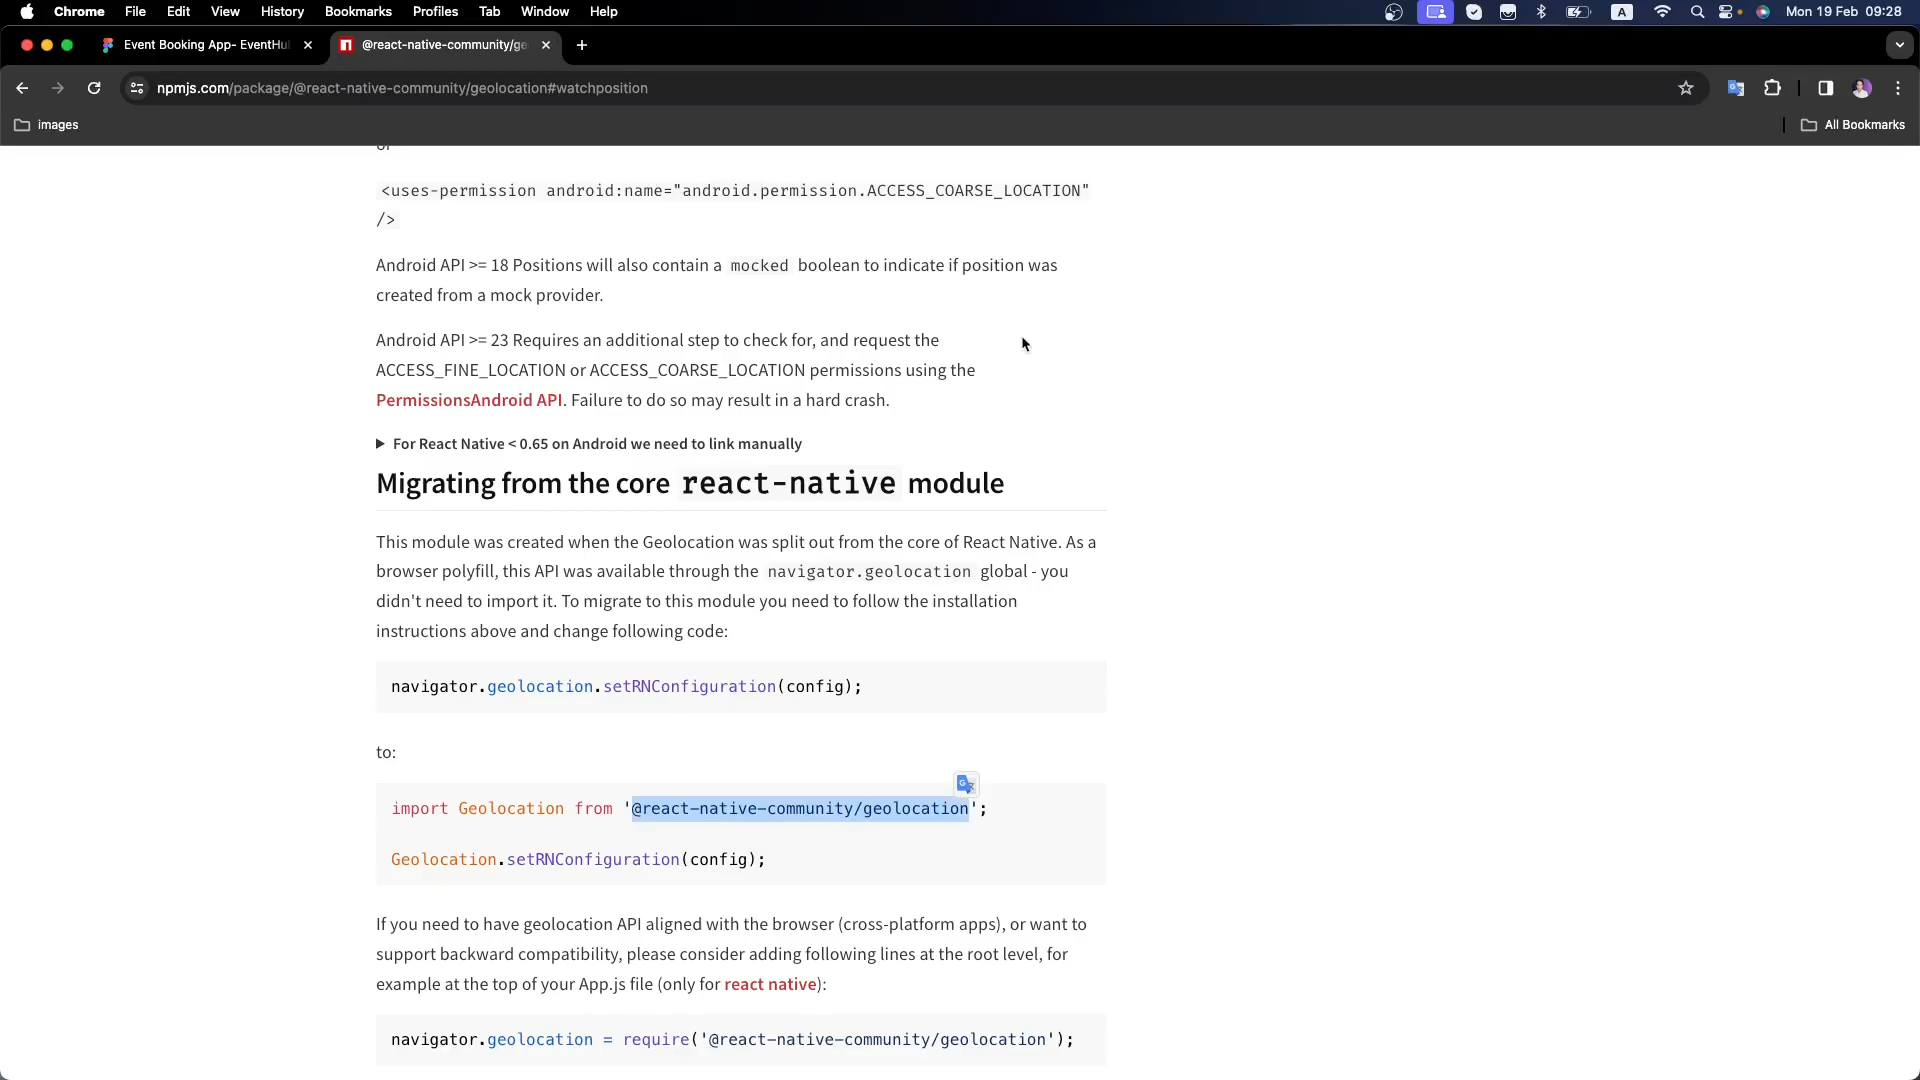 Chrome File Edit View History Bookmarks Profiles Tab Window Help A Mon 19 Feb 09:28
Event Booking App- EventHu @react-native-community/ge
npmjs.com/package/@react-native-community/geolocation#watchposition
images All Bookmarks
or
<uses-permission android:name="android.permission.ACCESS_COARSE_LOCATION"
/>
Android API >= 18 Positions will also contain a mocked boolean to indicate if position was
created from a mock provider.
Android API >= 23 Requires an additional step to check for, and request the
ACCESS_FINE_LOCATION or ACCESS_COARSE_LOCATION permissions using the
PermissionsAndroid API. Failure to do so may result in a hard crash.
For React Native < 0.65 on Android we need to link manually
Migrating from the core react-native module
This module was created when the Geolocation was split out from the core of React Native. As a
browser polyfill, this API was available through the navigator.geolocation global - you
didn't need to import it. To migrate to this module you need to follow the installation
instructions above and change following code:
navigator.geolocation.setRNConfiguration(config);
to:
import Geolocation from '@react-native-community/geolocation';
Geolocation.setRNConfiguration(config);
If you need to have geolocation API aligned with the browser (cross-platform apps), or want to
support backward compatibility, please consider adding following lines at the root level, for
example at the top of your App.js file (only for react native):
navigator.geolocation = require('@react-native-community/geolocation');